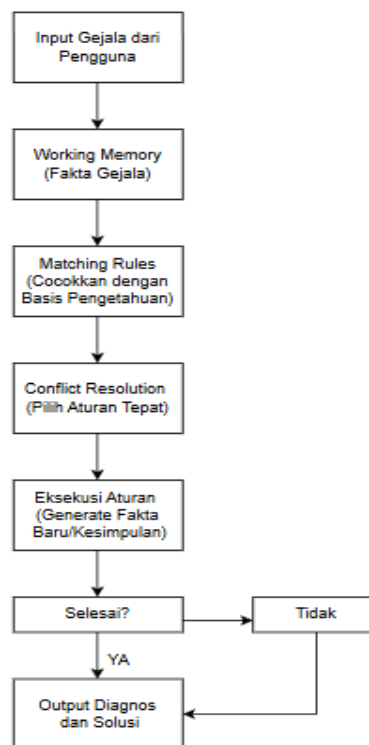 Input Gejala dari
Pengguna
Working Memory
(Fakta Gejala)
Matching Rules
(Cocokkan dengan
Basis Pengetahuan)
Conflict Resolution
(Pilih Aturan Tepat)
Eksekusi Aturan
(Generate Fakta
Baru/Kesimpulan)
Selesai?
Tidak
YA
Output Diagnos
dan Solusi